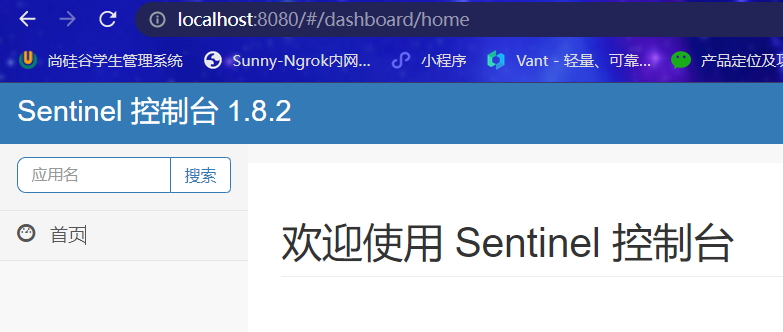 localhost:8080/#/dashboard/home
尚硅谷学生管理系统 Sunny-Ngrok内网... 小程序 Vant - 轻量、可靠... 产品定位及项
Sentinel 控制台 1.8.2
应用名 搜索
首页
欢迎使用 Sentinel 控制台